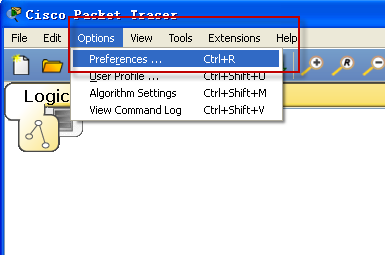 Cisco Packet Tracer
File Edit Options View Tools Extensions Help
Preferences ... Ctrl+R
User Profile ... Ctrl+Shift+U
Algorithm Settings Ctrl+Shift+M
View Command Log Ctrl+Shift+V
Logic
R